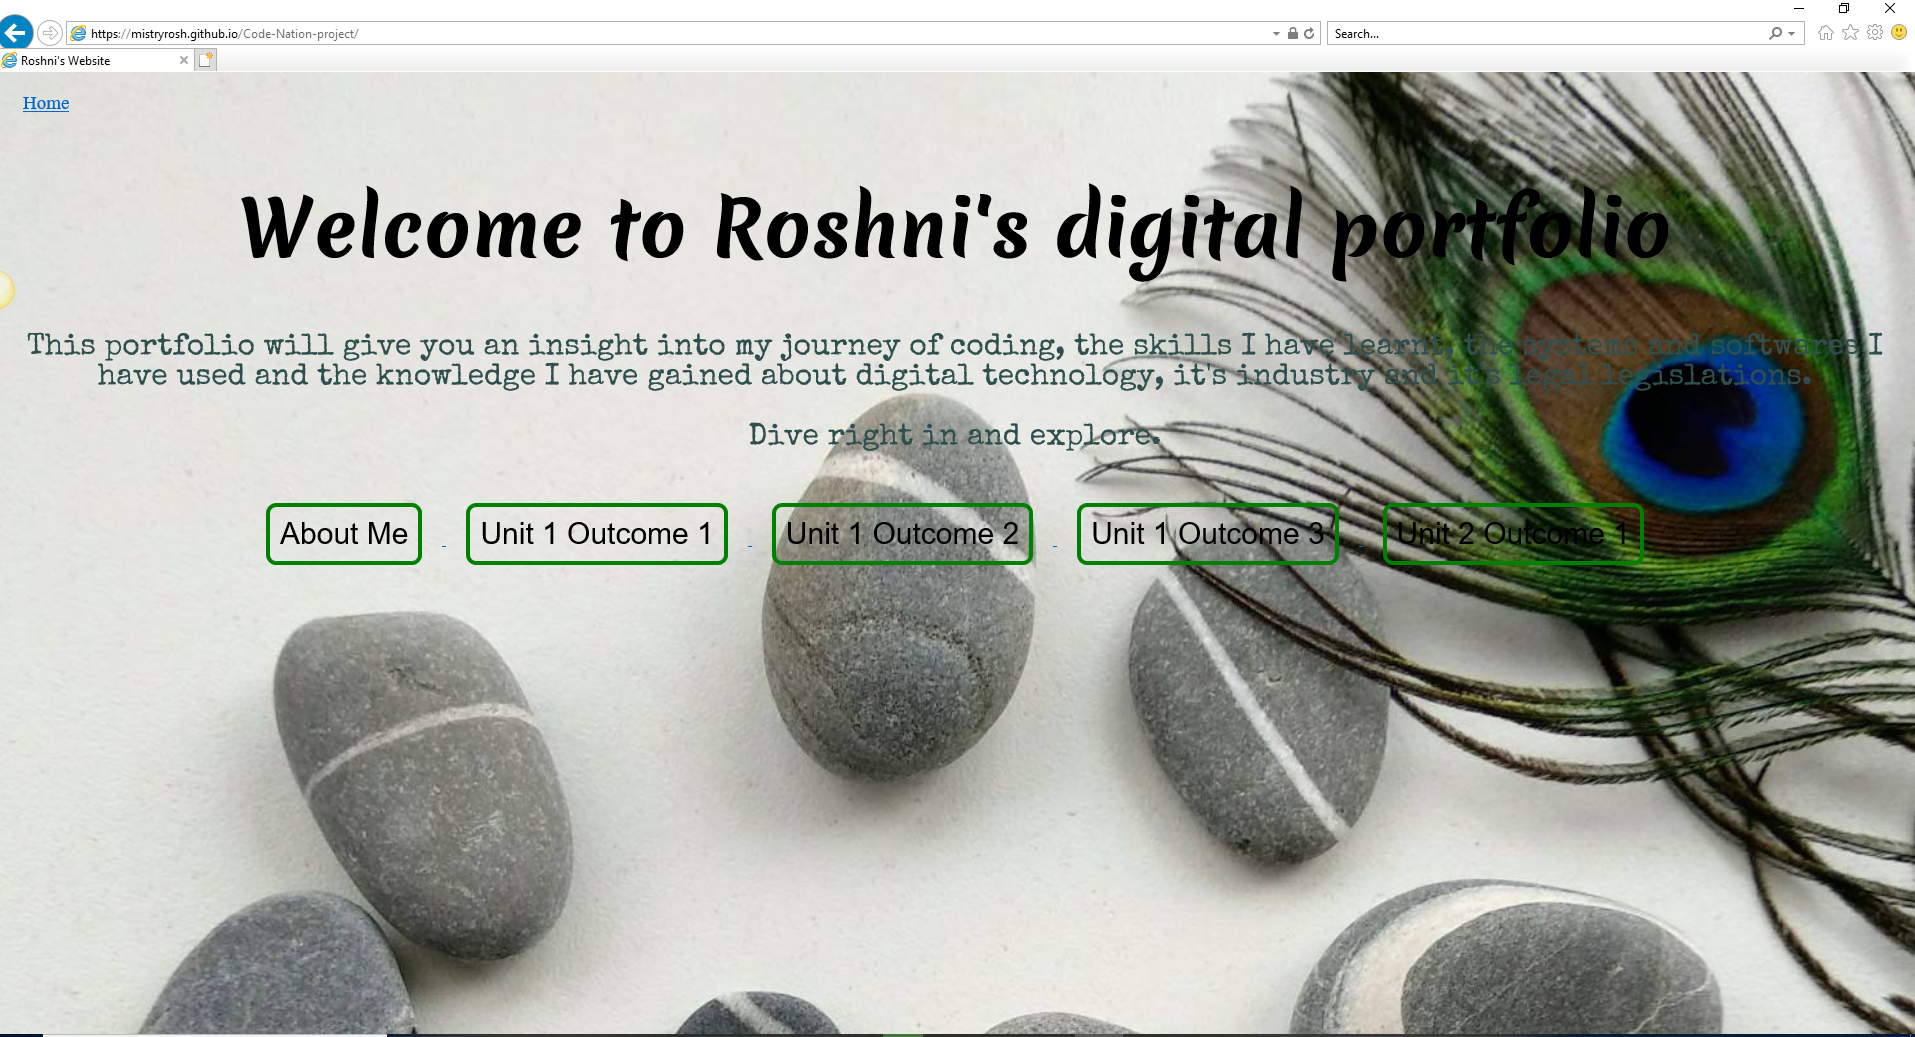 https://mistryrosh.github.io/Code-Nation-project/
Search...
Roshni's Website
Home
Welcome to Roshni's digital portfolio
This portfolio will give you an insight into my journey of coding, the skills I have learnt, the systems and softwares I
have used and the knowledge I have gained about digital technology, it's industry and it's legal legislations.
Dive right in and explore.
About Me
Unit 1 Outcome 1
Unit 1 Outcome 2
Unit 1 Outcome 3
Unit 2 Outcome 1